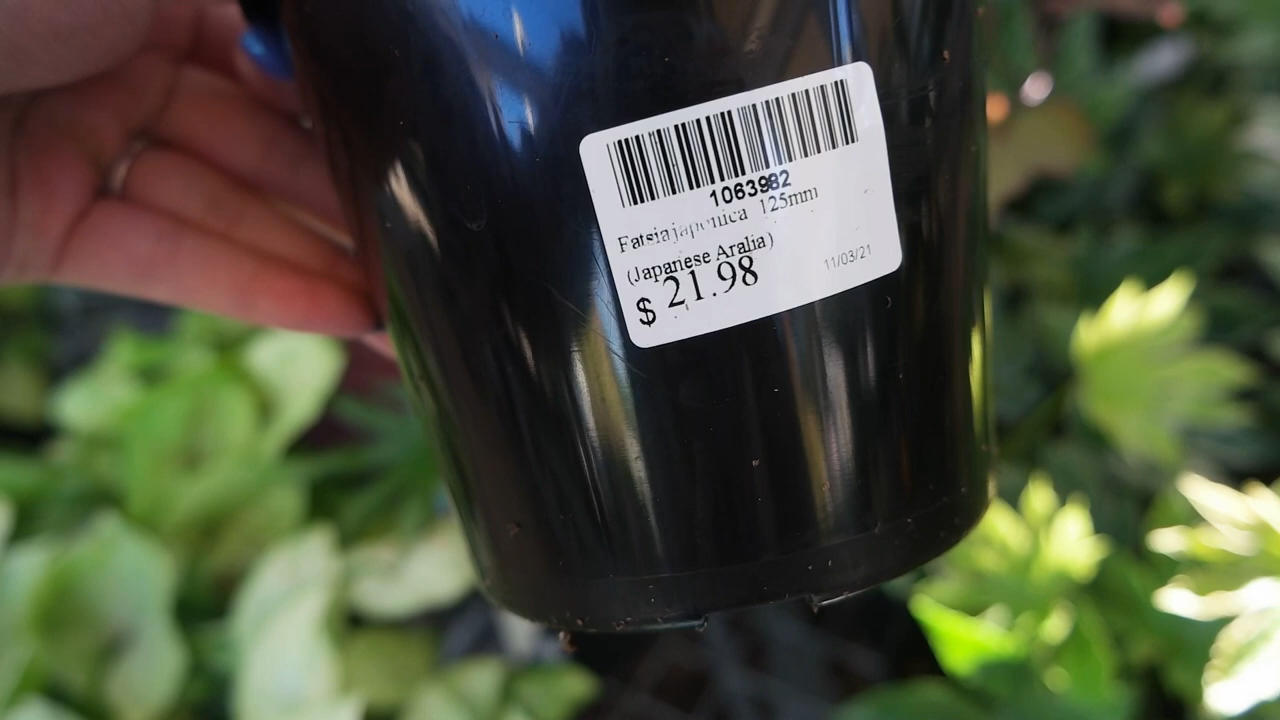 1063982
Fatsia japonica 125mm
(Japanese Aralia)
$21.98
11/03/21